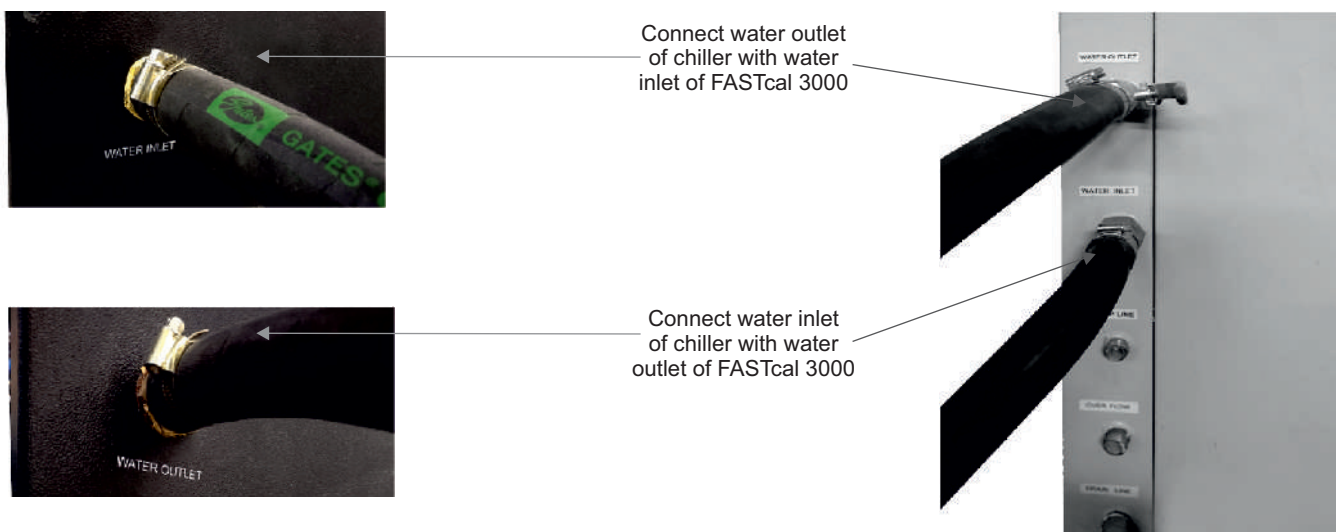 Connect water outlet
of chiller with water
inlet of FASTcal 3000
WATER INLET
GATES
WATER OUTLET
WATER INLET
Connect water inlet
of chiller with water
outlet of FASTcal 3000
WATER OUTLET
LINE
OVER FLOW
DRAIN LINE